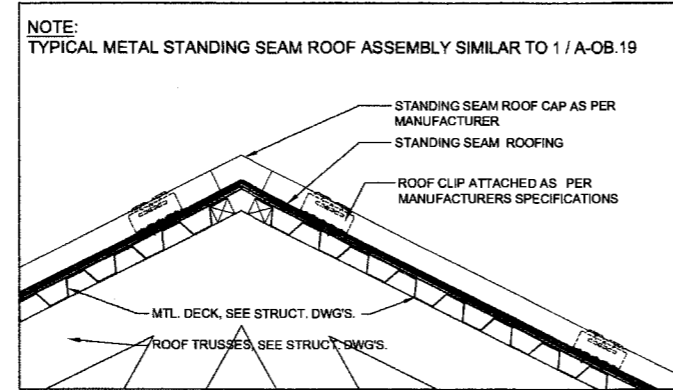 NOTE:
TYPICAL METAL STANDING SEAM ROOF ASSEMBLY SIMILAR TO 1 / A-OB.19
STANDING SEAM ROOF CAP AS PER
MANUFACTURER
STANDING SEAM ROOFING
ROOF CLIP ATTACHED AS PER
MANUFACTURERS SPECIFICATIONS
MTL. DECK, SEE STRUCT. DWG'S.
ROOF TRUSSES, SEE STRUCT. DWG'S.